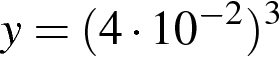 y = (4 · 10⁻²)³